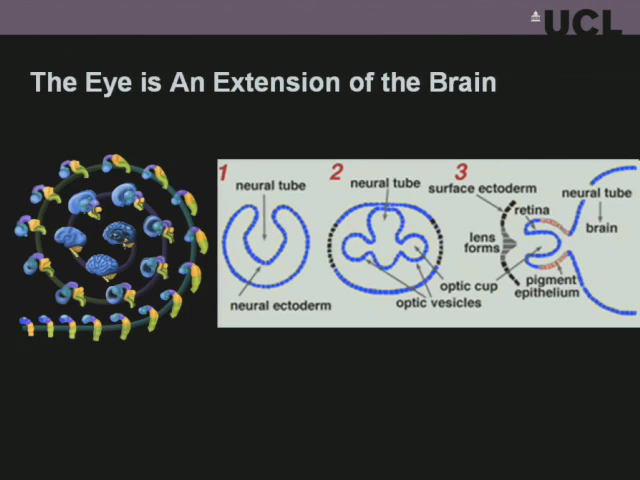 UCL
The Eye is An Extension of the Brain
1
neural tube
neural ectoderm
2
neural tube
optic vesicles
3
surface ectoderm
retina
lens
forms
optic cup
pigment
epithelium
neural tube
brain